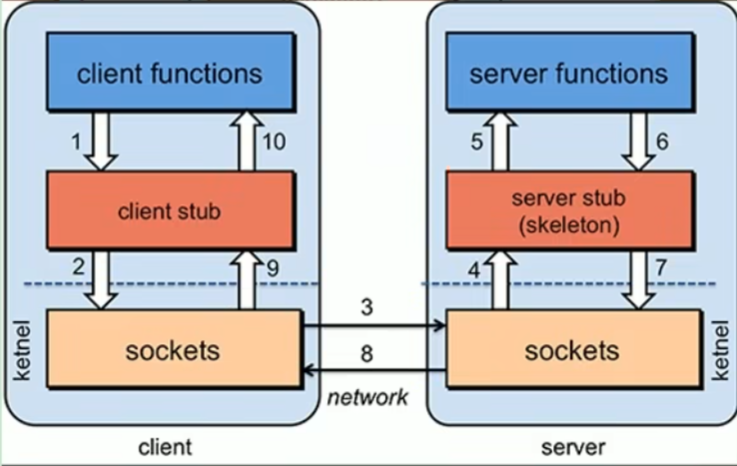 client functions
server functions
1
10
5
6
client stub
server stub
(skeleton)
2
9
4
7
3
ketnel
sockets
sockets
ketnel
8
network
client
server